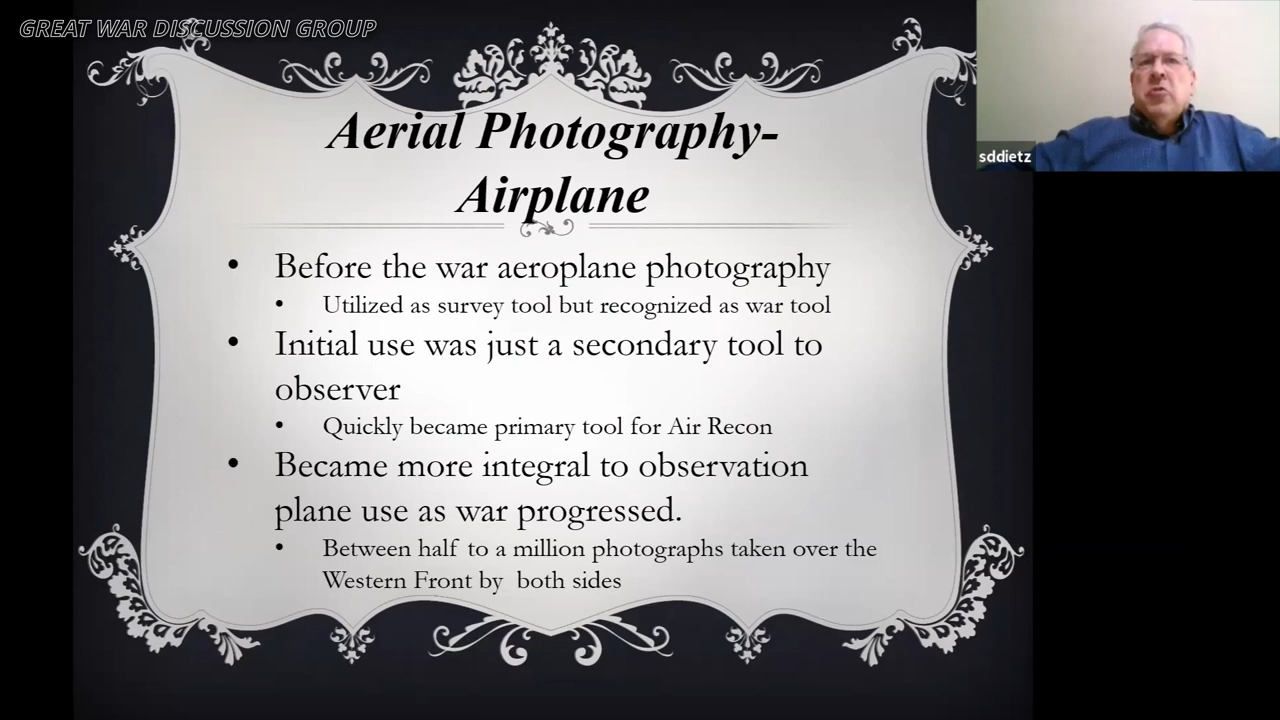 GREAT WAR DISCUSSION GROUP
Aerial Photography-
Airplane
sddietz
• Before the war aeroplane photography
• Utilized as survey tool but recognized as war tool
• Initial use was just a secondary tool to
observer
• Quickly became primary tool for Air Recon
• Became more integral to observation
plane use as war progressed.
• Between half to a million photographs taken over the
Western Front by both sides